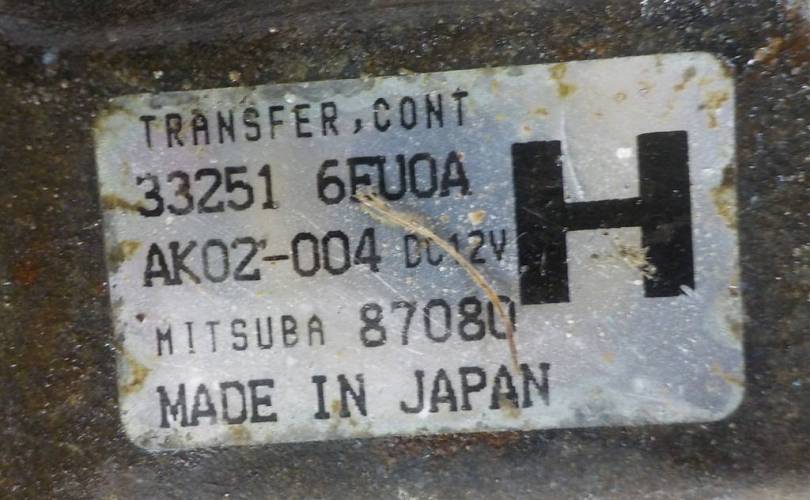 TRANSFER,CONT
33251 6FU0A
H
AK02-004 DC12V
MITSUBA 87080
MADE IN JAPAN